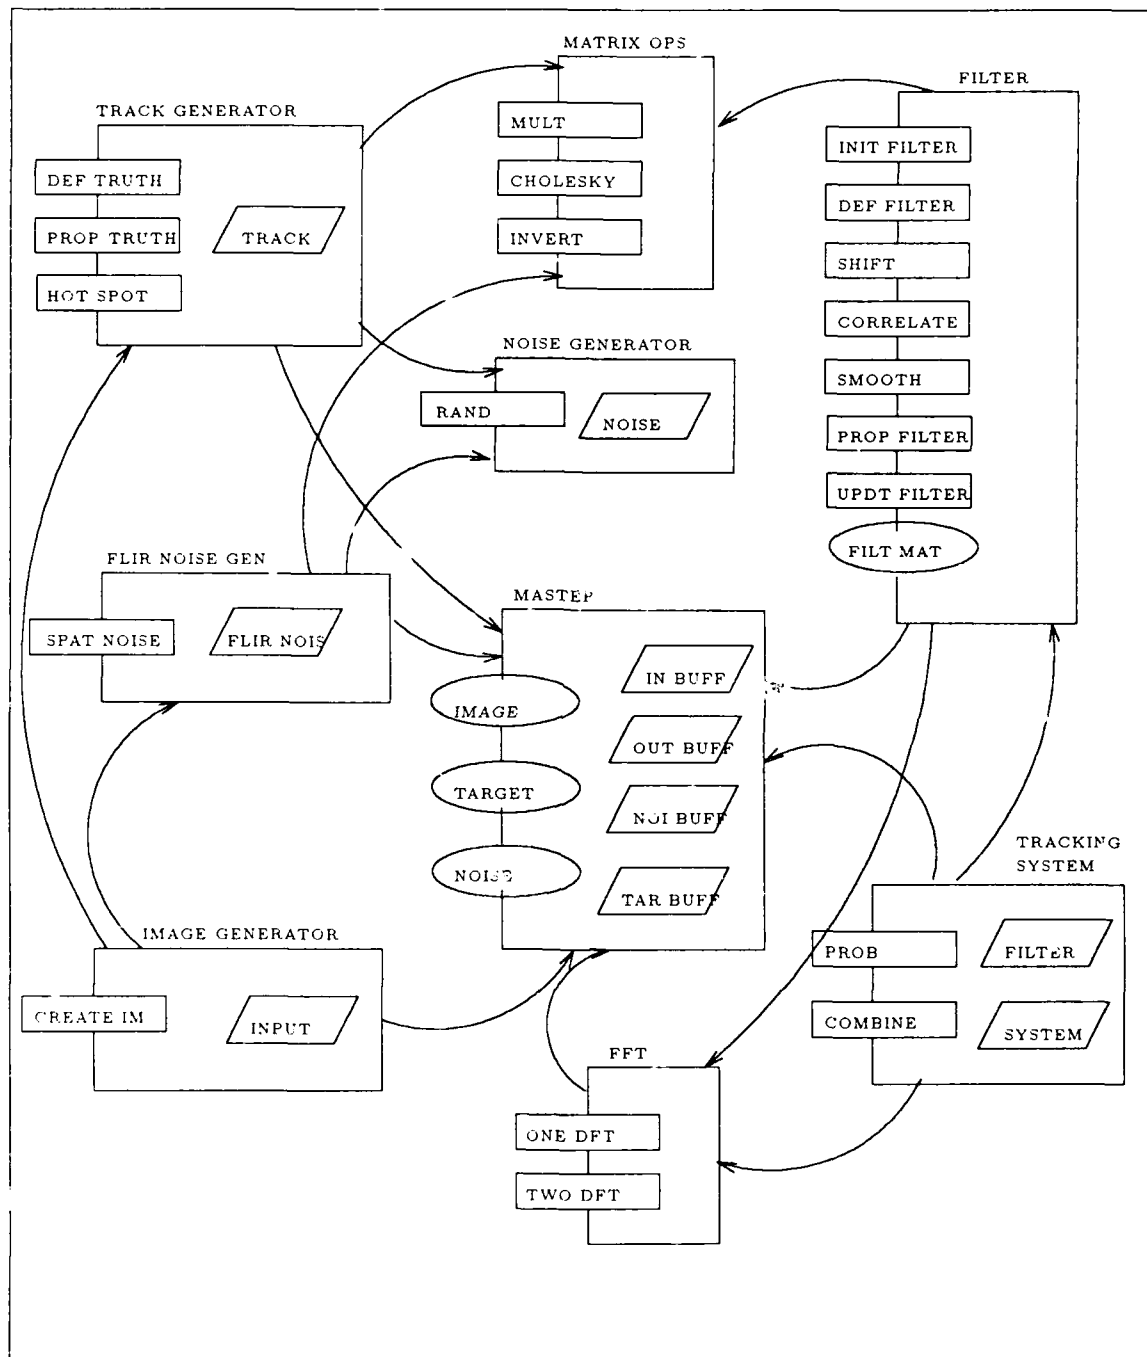 MATRIX OPS
MULT
CHOLESKY
INVERT
FILTER
INIT FILTER
DEF FILTER
SHIFT
CORRELATE
SMOOTH
PROP FILTER
UPDT FILTER
FILT MAT
TRACK GENERATOR
DEF TRUTH
PROP TRUTH
HOT SPOT
TRACK
NOISE GENERATOR
RAND
NOISE
FLIR NOISE GEN
SPAT NOISE
FLIR NOIS
MASTEP
IMAGE
TARGET
NOISE
IN BUFF
OUT BUFF
NOI BUFF
TAR BUFF
TRACKING
SYSTEM
PROB
COMBINE
FILTER
SYSTEM
IMAGE GENERATOR
CREATE IM
INPUT
FFT
ONE DFT
TWO DFT